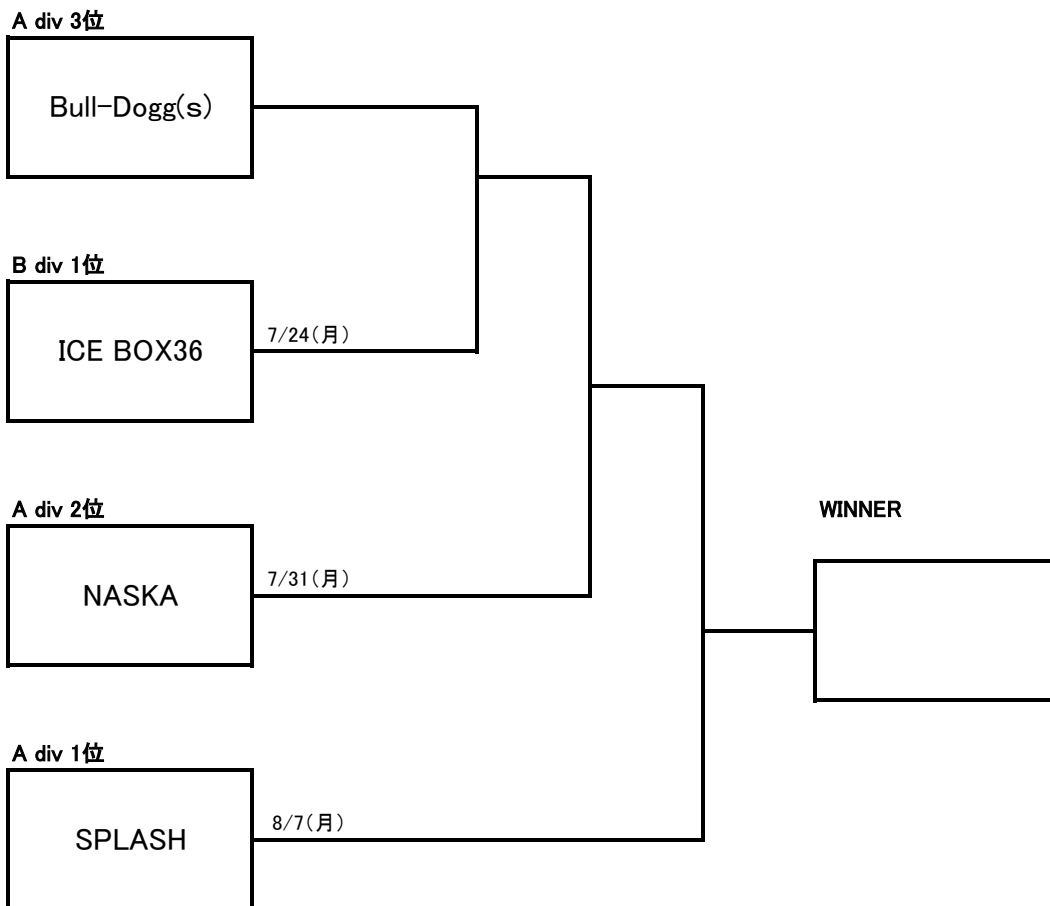 A div 3位
Bull-Dogg(s)
B div 1位
ICE BOX36
7/24(月)
A div 2位
NASKA
7/31(月)
WINNER
A div 1位
SPLASH
8/7(月)